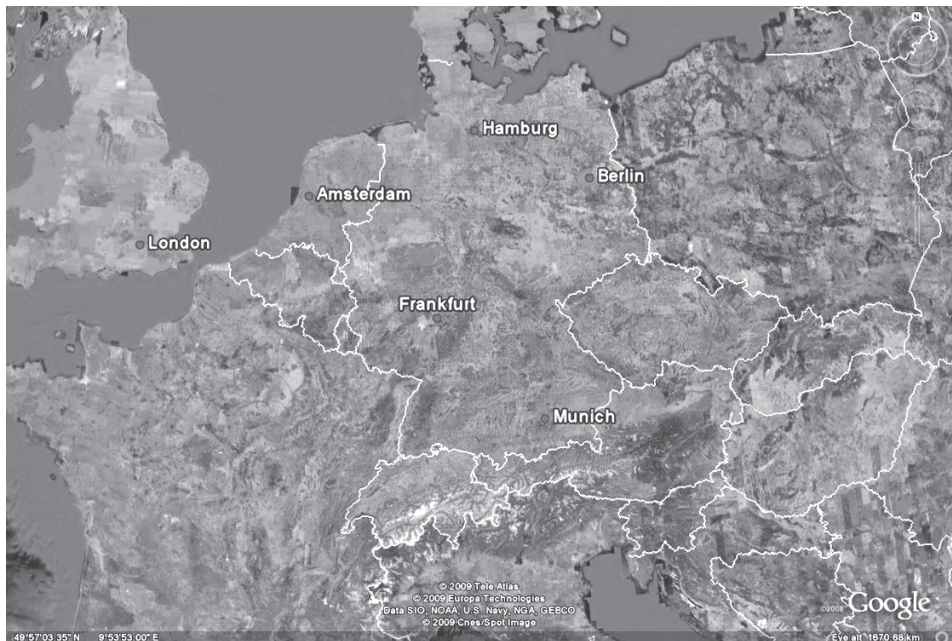 N
Hamburg
Berlin
Amsterdam
London
Frankfurt
Munich
© 2009 Tele Atlas
© 2009 Europa Technologies
Data SIO, NOAA, U.S. Navy, NGA, GEBCO
© 2009 Cnes/Spot Image
©2008 Google
49°57'03.35" N 9°53'53.00" E
Eye alt 1670.68 km